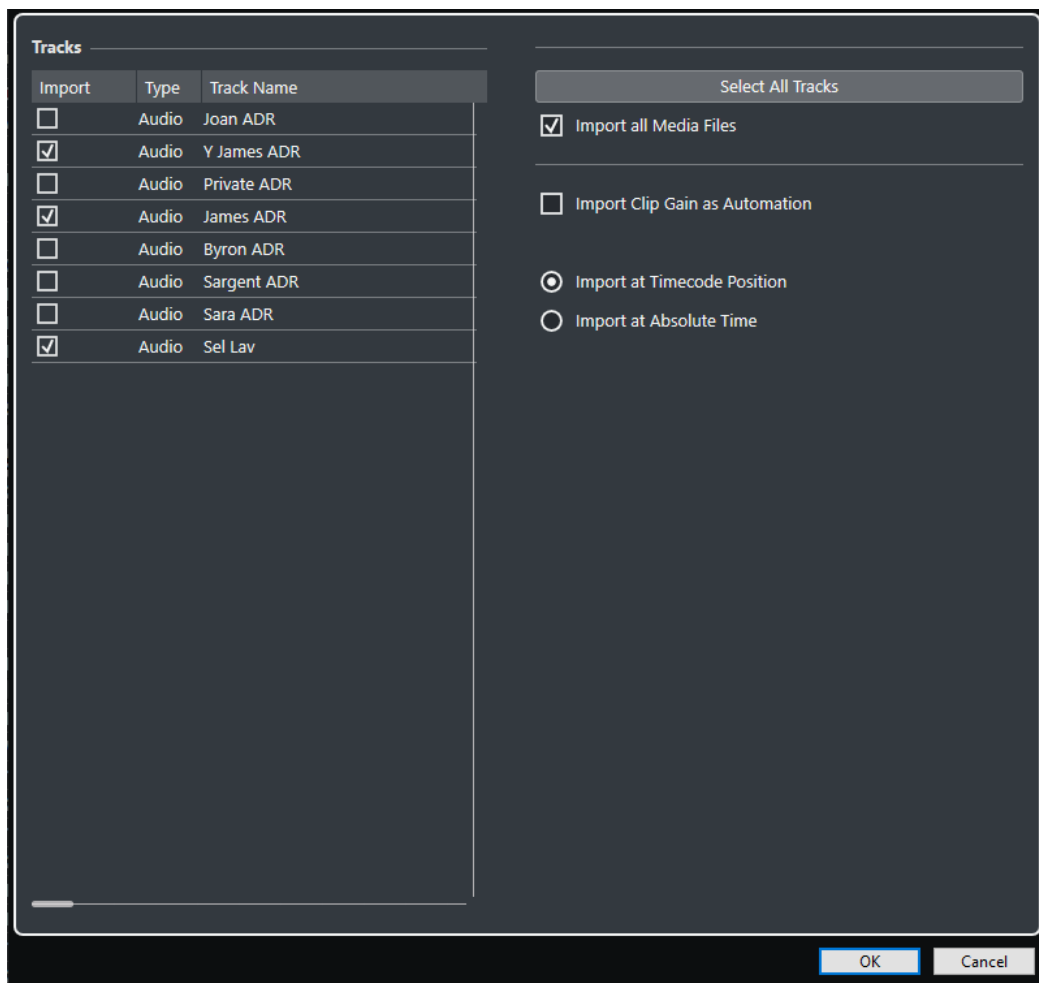 Tracks
Import Type Track Name
Audio Joan ADR
Audio Y James ADR
Audio Private ADR
Audio James ADR
Audio Byron ADR
Audio Sargent ADR
Audio Sara ADR
Audio Sel Lav
Select All Tracks
Import all Media Files
Import Clip Gain as Automation
Import at Timecode Position
Import at Absolute Time
OK Cancel